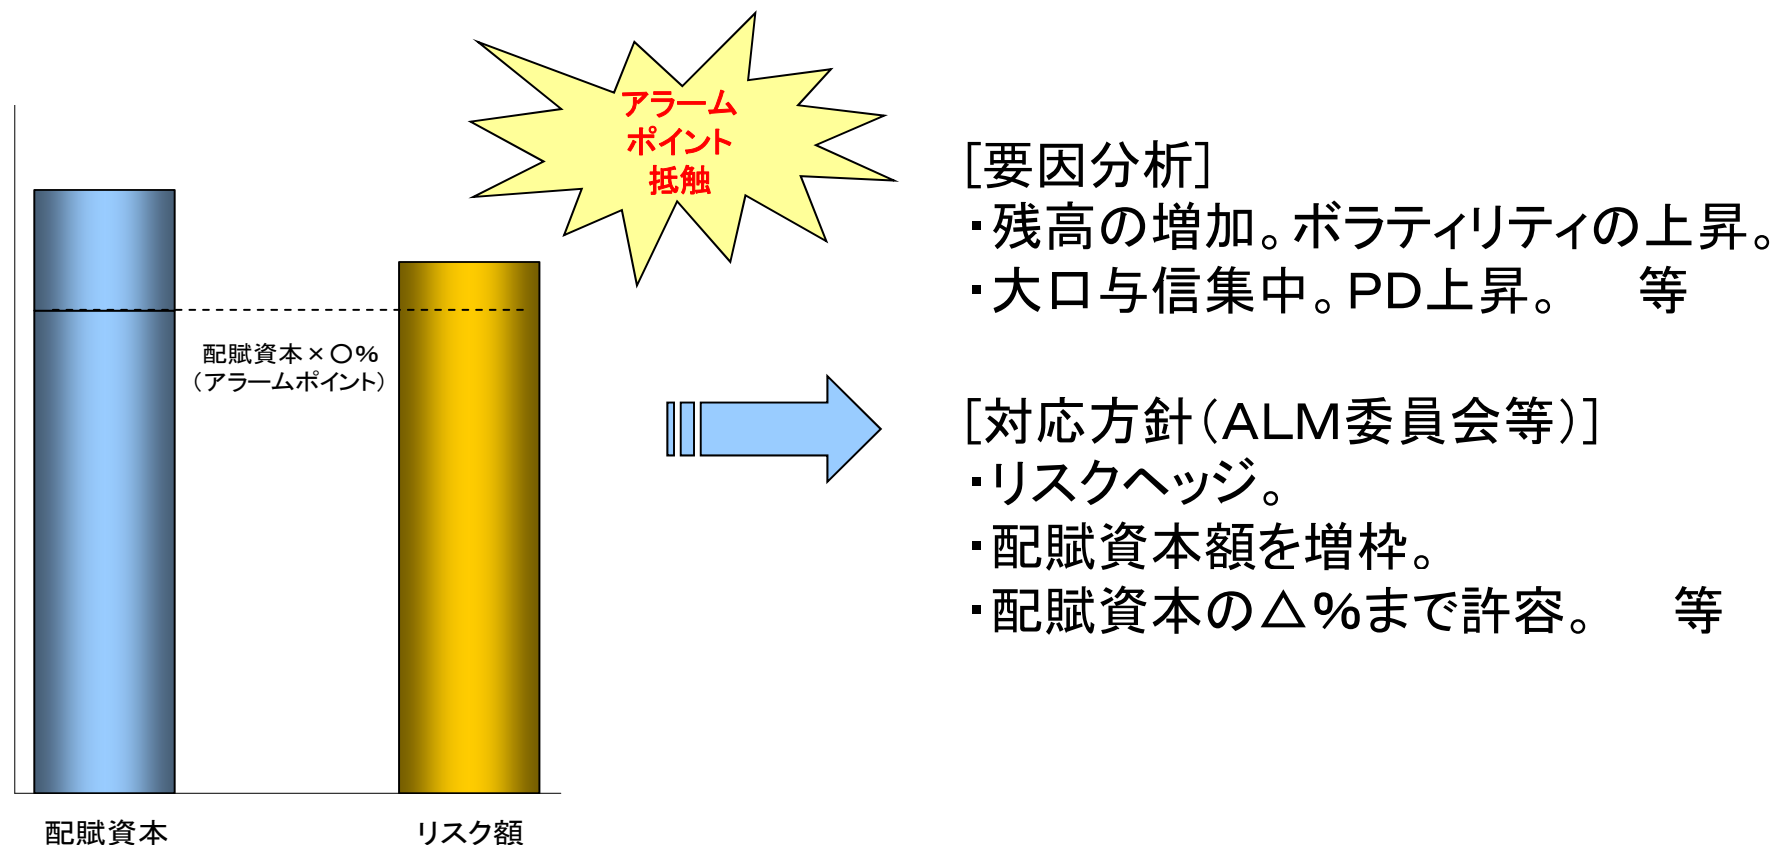 アラーム
ポイント
抵触
配賦資本×○%
（アラームポイント）
配賦資本
リスク額
[要因分析]
・残高の増加。ボラティリティの上昇。
・大口与信集中。PD上昇。　等
[対応方針（ALM委員会等）]
・リスクヘッジ。
・配賦資本額を増枠。
・配賦資本の△%まで許容。　等